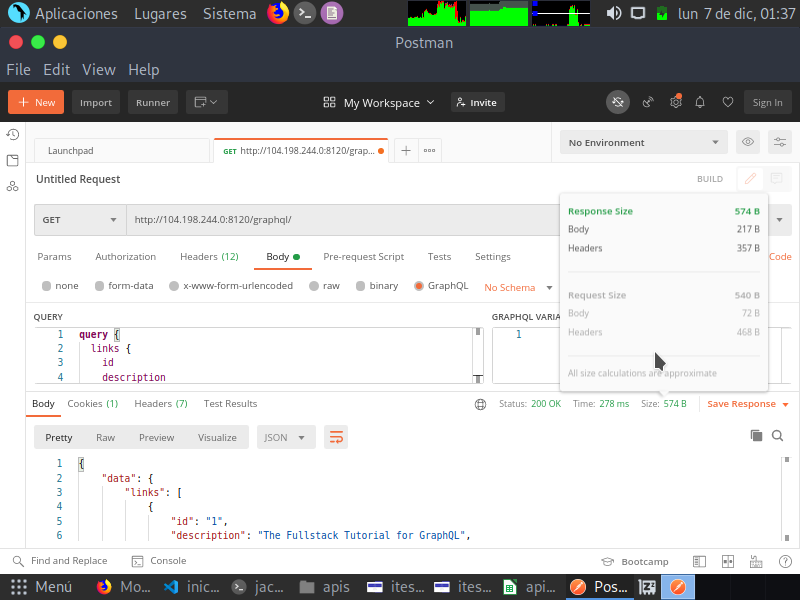 Aplicaciones Lugares Sistema lun 7 de dic, 01:37
Postman
File Edit View Help
+ New Import Runner My Workspace Invite Sign In
Launchpad GET http://104.198.244.0:8120/grap... + ••• No Environment
Untitled Request BUILD
GET http://104.198.244.0:8120/graphql/
Response Size 574 B
Body 217 B
Headers 357 B
Request Size 540 B
Body 72 B
Headers 468 B
All size calculations are approximate
Params Authorization Headers (12) Body Pre-request Script Tests Settings Code
none form-data x-www-form-urlencoded raw binary GraphQL No Schema
QUERY GRAPHQL VARIA
1 query { 1
2 links {
3 id
4 description
Body Cookies (1) Headers (7) Test Results Status: 200 OK Time: 278 ms Size: 574 B Save Response
Pretty Raw Preview Visualize JSON
1 {
2 "data": {
3 "links": [
4 {
5 "id": "1",
6 "description": "The Fullstack Tutorial for GraphQL",
Find and Replace Console Bootcamp
Menú Mo... inic... jac... apis ites... ites... api... Pos...